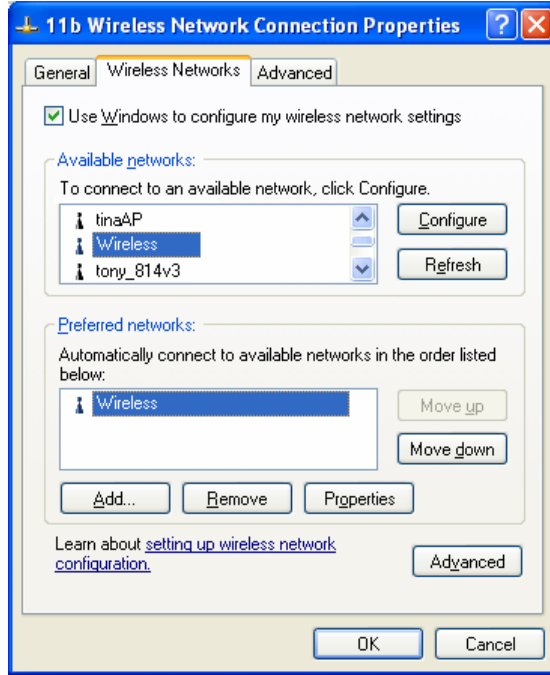 11b Wireless Network Connection Properties
General Wireless Networks Advanced
Use Windows to configure my wireless network settings
Available networks:
To connect to an available network, click Configure.
tinaAP
Wireless
tony_814v3
Configure
Refresh
Preferred networks:
Automatically connect to available networks in the order listed
below:
Wireless
Move up
Move down
Add... Remove Properties
Learn about setting up wireless network
configuration.
Advanced
OK Cancel